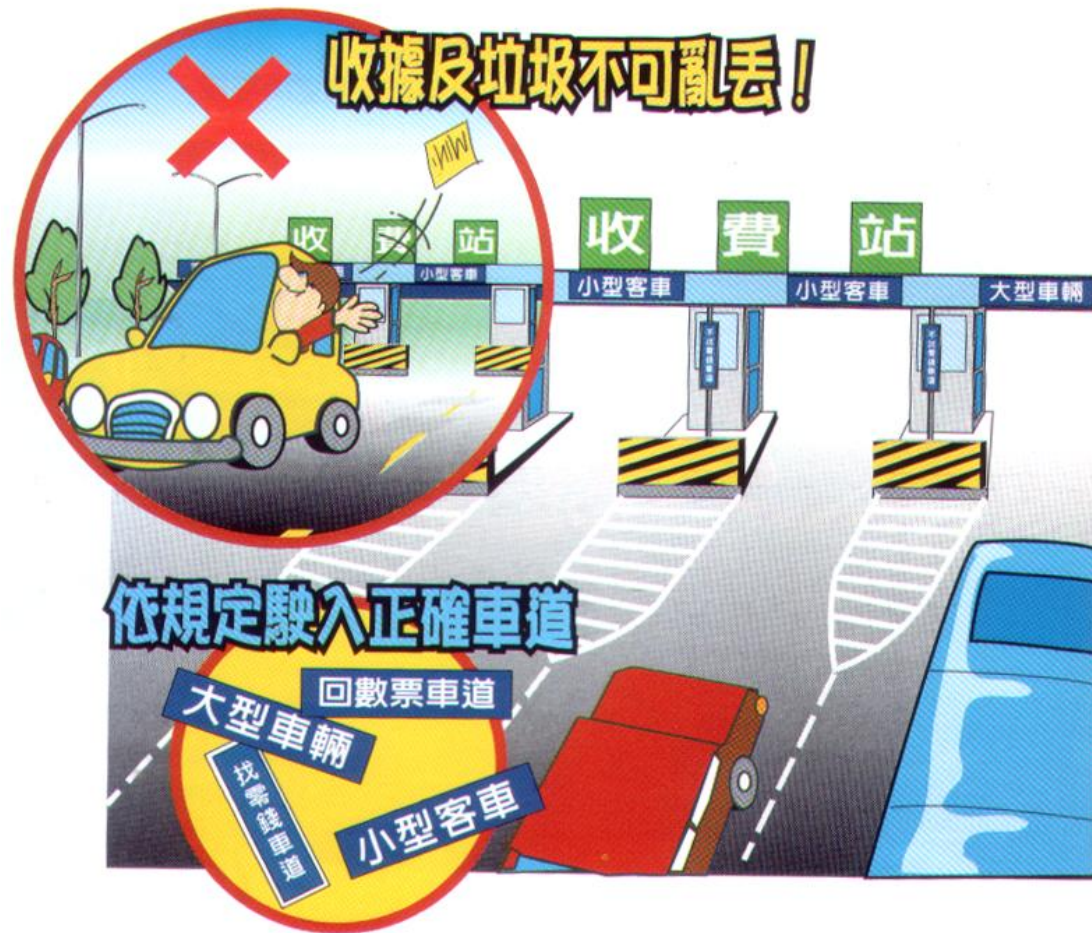 收據及垃圾不可亂丟！
收費站
小型客車
收費站
小型客車
小型客車
大型車輛
依規定駛入正確車道
回數票車道
大型車輛
找零錢車道
小型客車